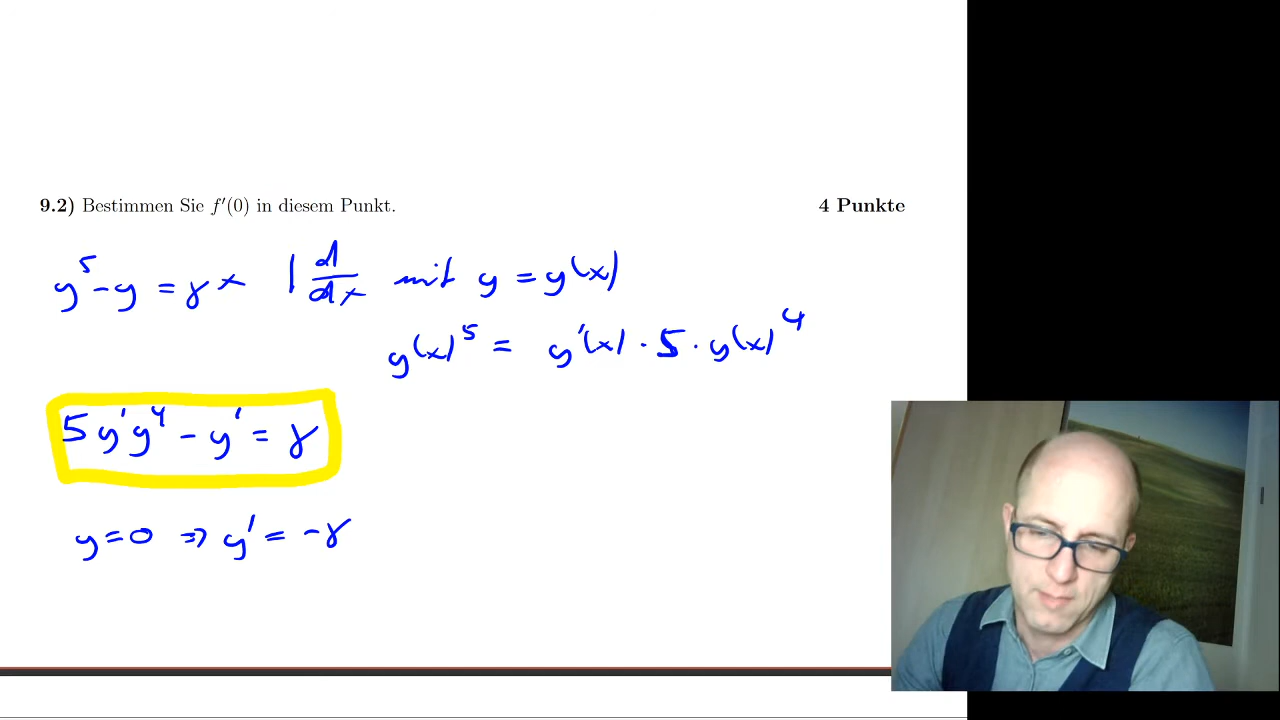 9.2) Bestimmen Sie f′(0) in diesem Punkt. 4 Punkte
y⁵ - y = γx | d/dx mit y = y(x)
y(x)⁵ = y'(x) · 5 · y(x)⁴
5y'y⁴ - y' = γ
y = 0 ⇒ y' = -γ